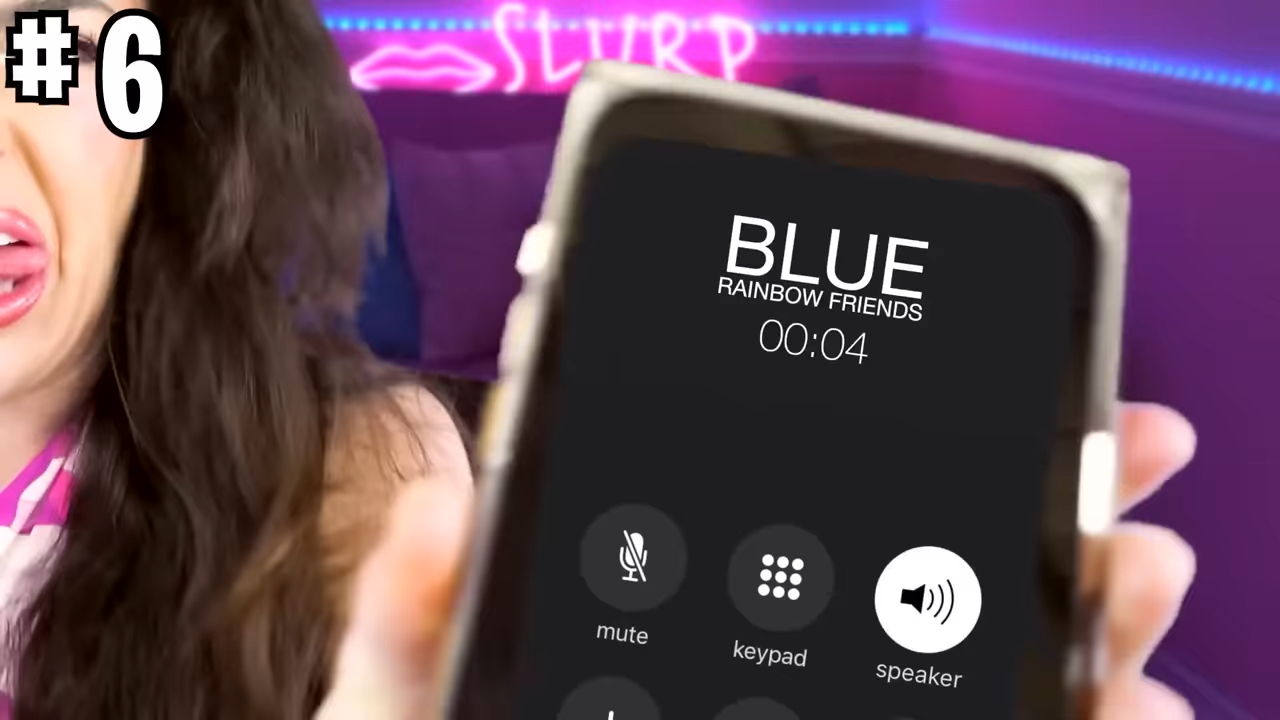 #6
SLURP
BLUE
RAINBOW FRIENDS
00:04
mute
keypad
speaker